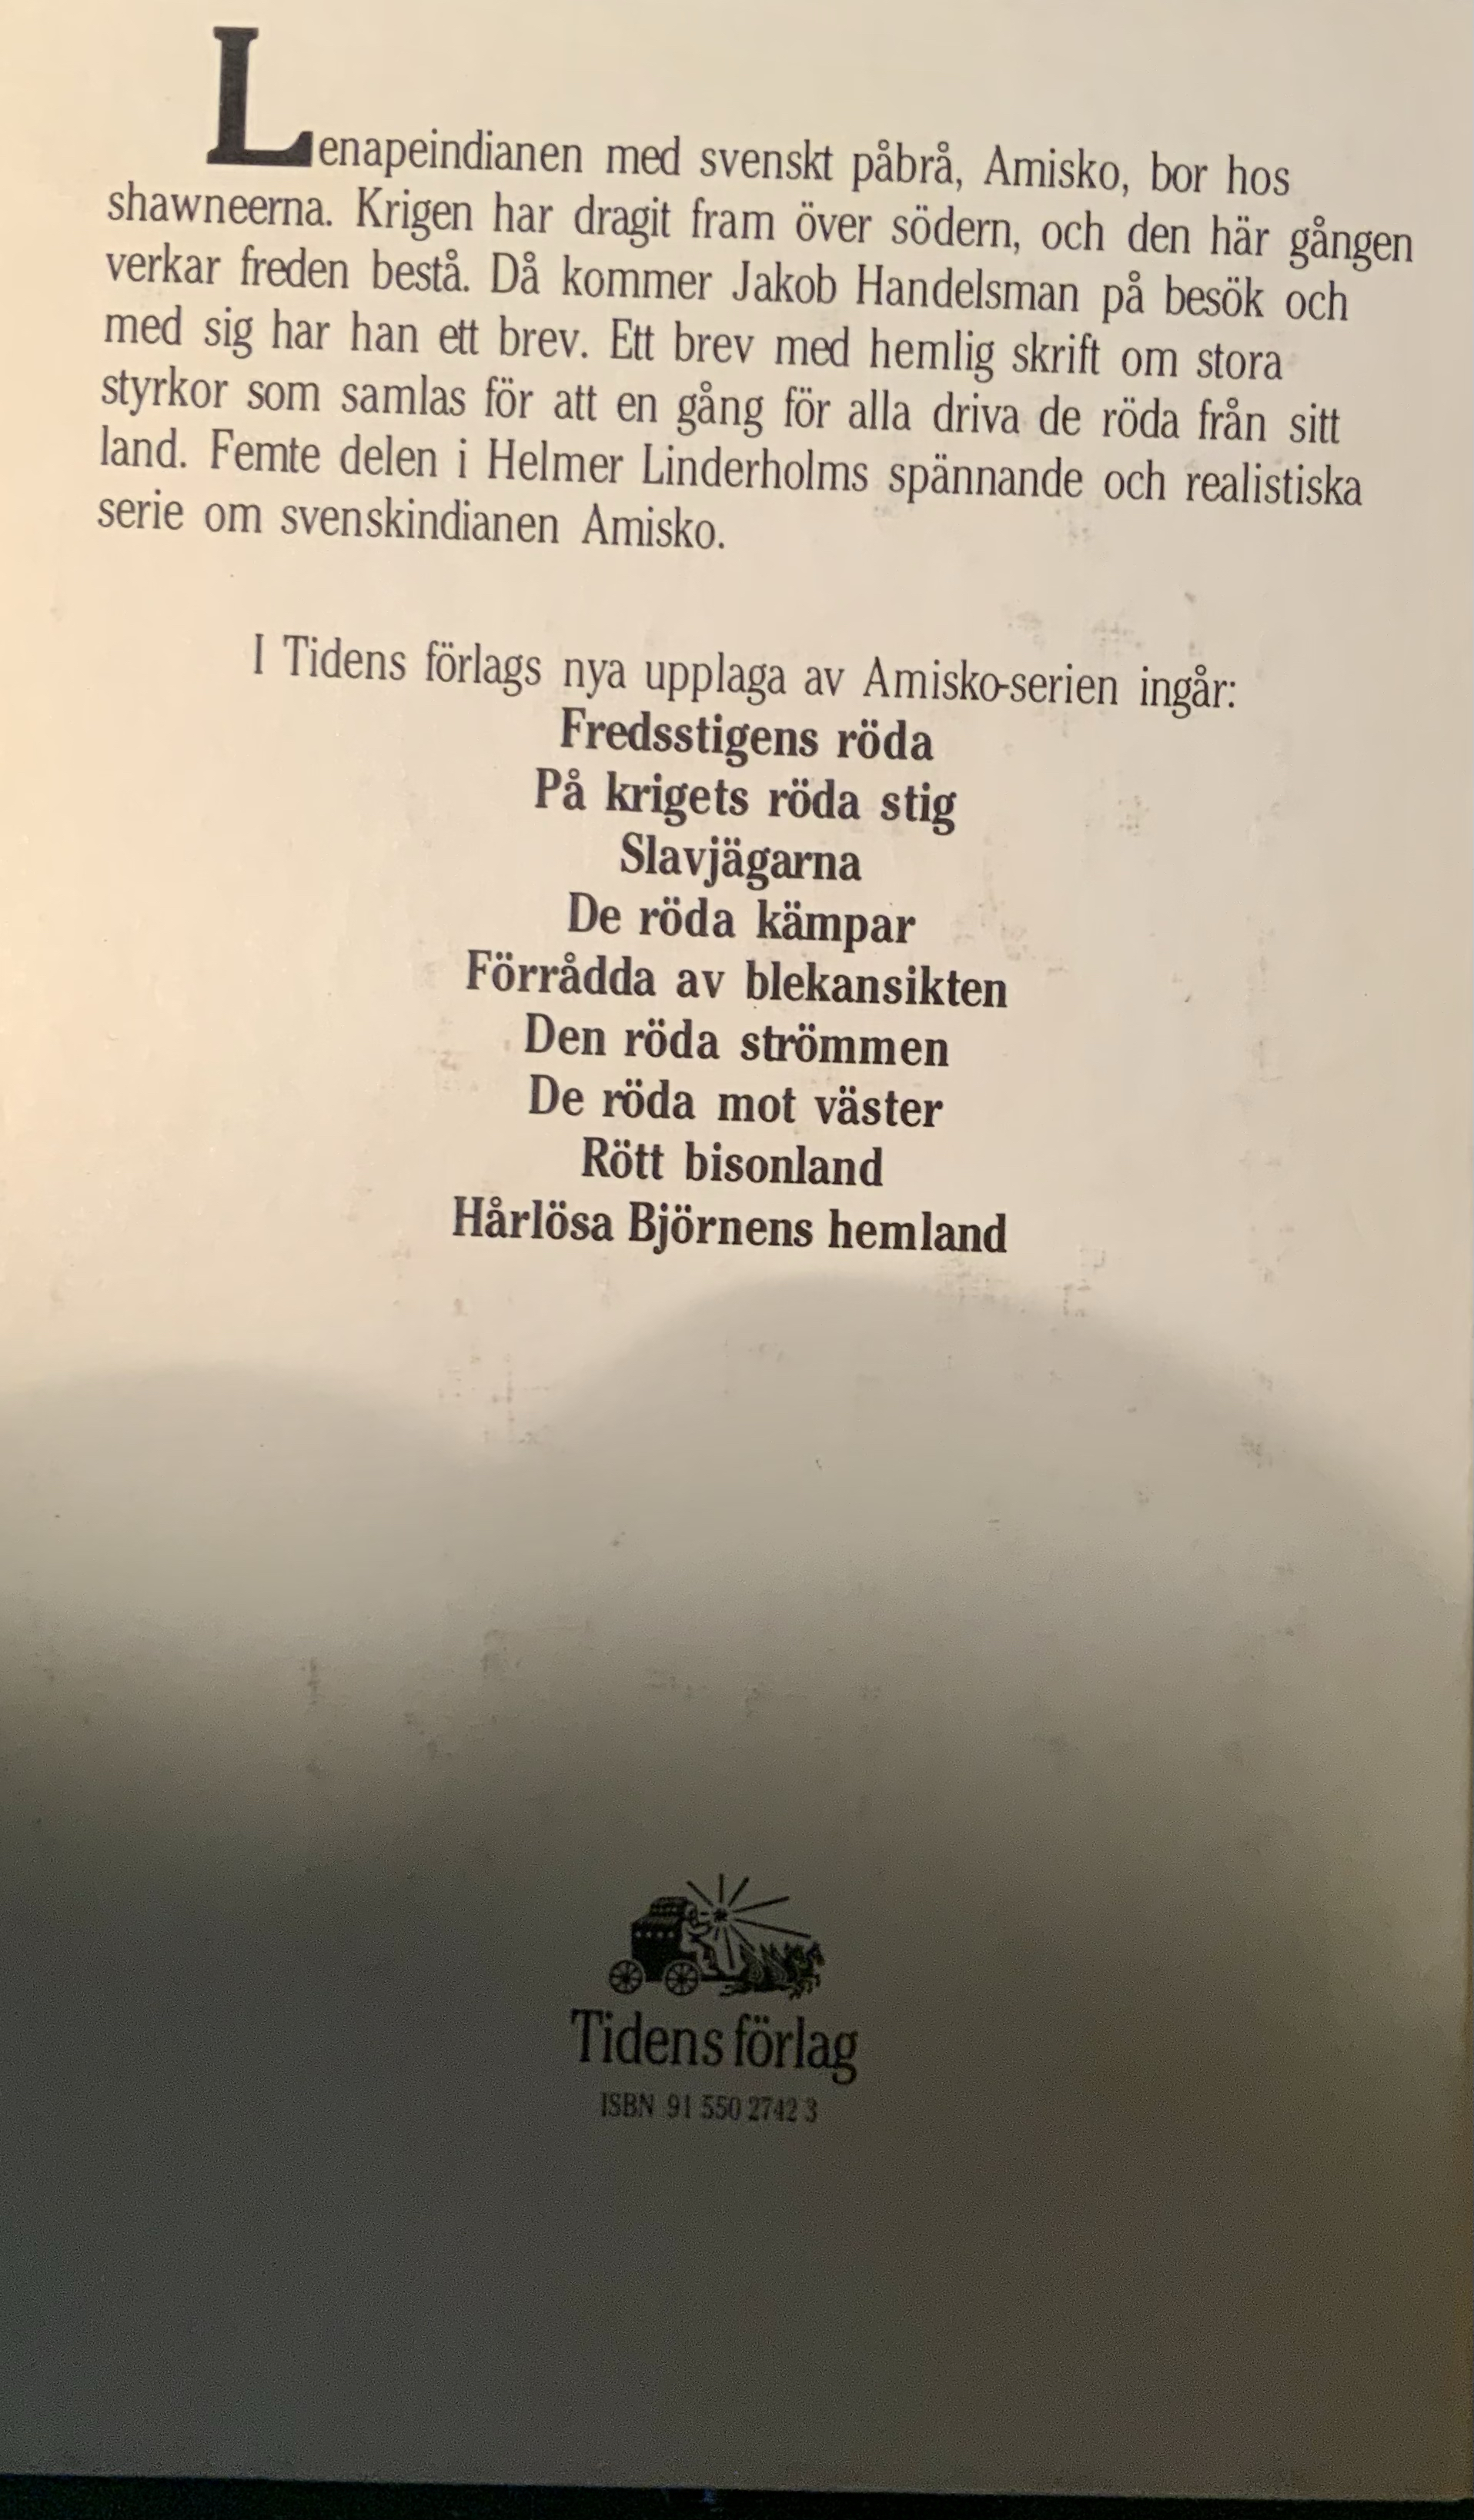 Lenapeindianen med svenskt påbrå, Amisko, bor hos
shawneerna. Krigen har dragit fram över södern, och den här gången
verkar freden bestå. Då kommer Jakob Handelsman på besök och
med sig har han ett brev. Ett brev med hemlig skrift om stora
styrkor som samlas för att en gång för alla driva de röda från sitt
land. Femte delen i Helmer Linderholms spännande och realistiska
serie om svenskindianen Amisko.
I Tidens förlags nya upplaga av Amisko-serien ingår:
Fredsstigens röda
På krigets röda stig
Slavjägarna
De röda kämpar
Förrådda av blekansikten
Den röda strömmen
De röda mot väster
Rött bisonland
Hårlösa Björnens hemland
Tidens förlag
ISBN 91 550 2742 3